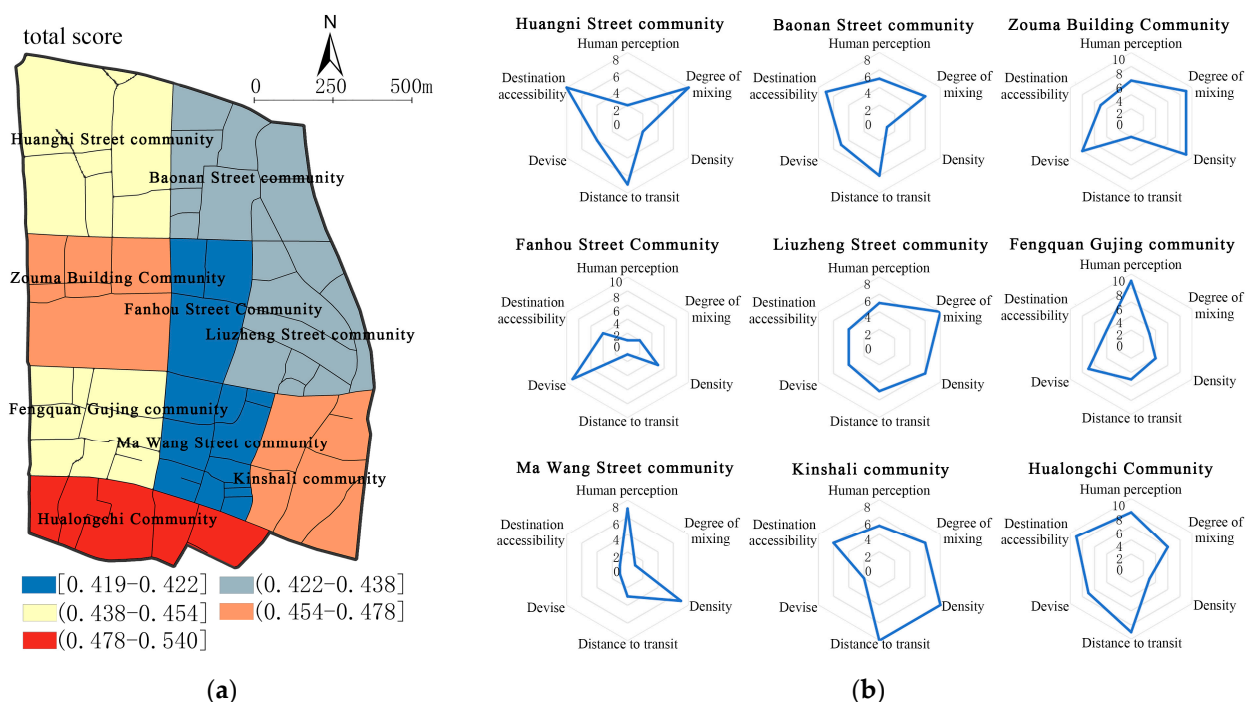 total score
N
0 250 500m
Huangni Street community
Baonan Street community
Zouma Building Community
Fanhou Street Community
Liuzheng Street community
Fengquan Gujing community
Ma Wang Street community
Kinshali community
Hualongchi Community
[0.419-0.422]
(0.422-0.438]
(0.438-0.454]
(0.454-0.478]
(0.478-0.540]
(a)
Huangni Street community
Human perception
Degree of
mixing
Density
Distance to transit
Devise
Destination
accessibility
8
6
4
2
0
Baonan Street community
Human perception
Degree of
mixing
Density
Distance to transit
Devise
Destination
accessibility
8
6
4
2
0
Zouma Building Community
Human perception
Degree of
mixing
Density
Distance to transit
Devise
Destination
accessibility
10
8
6
4
2
0
Fanhou Street Community
Human perception
Degree of
mixing
Density
Distance to transit
Devise
Destination
accessibility
10
8
6
4
2
0
Liuzheng Street community
Human perception
Degree of
mixing
Density
Distance to transit
Devise
Destination
accessibility
8
6
4
2
0
Fengquan Gujing community
Human perception
Degree of
mixing
Density
Distance to transit
Devise
Destination
accessibility
10
8
6
4
2
0
Ma Wang Street community
Human perception
Degree of
mixing
Density
Distance to transit
Devise
Destination
accessibility
8
6
4
2
0
Kinshali community
Human perception
Degree of
mixing
Density
Distance to transit
Devise
Destination
accessibility
8
6
4
2
0
Hualongchi Community
Human perception
Degree of
mixing
Density
Distance to transit
Devise
Destination
accessibility
10
8
6
4
2
0
(b)